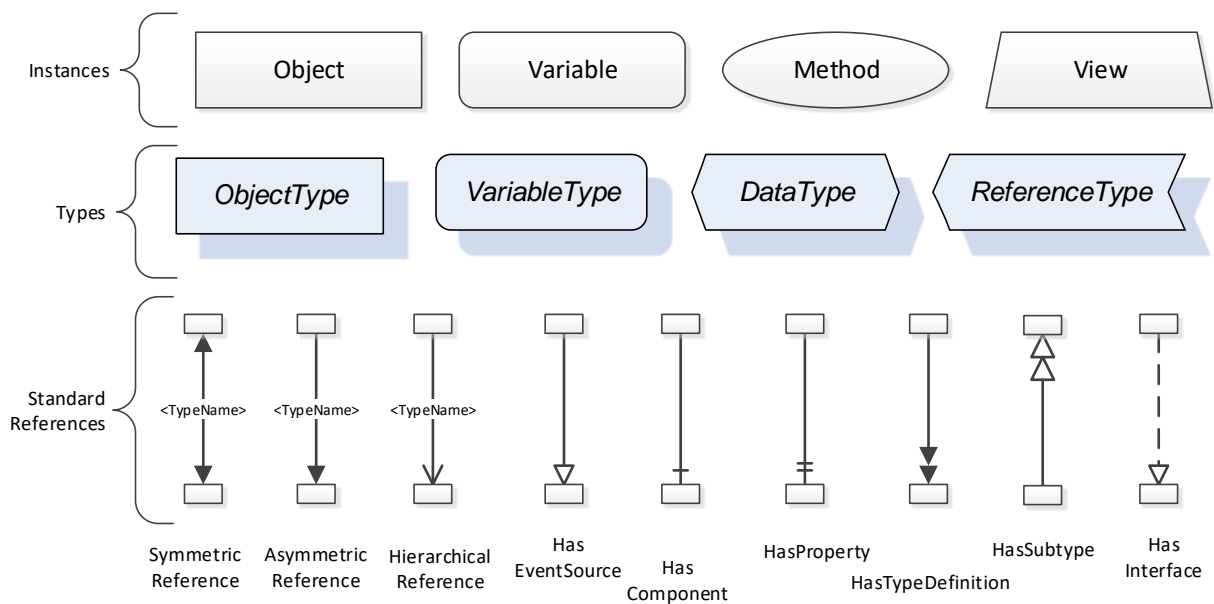 Instances
Object
Variable
Method
View
Types
ObjectType
VariableType
DataType
ReferenceType
Standard
References
<TypeName>
<TypeName>
<TypeName>
Symmetric
Reference
Asymmetric
Reference
Hierarchical
Reference
Has
EventSource
Has
Component
HasProperty
HasTypeDefinition
HasSubtype
Has
Interface